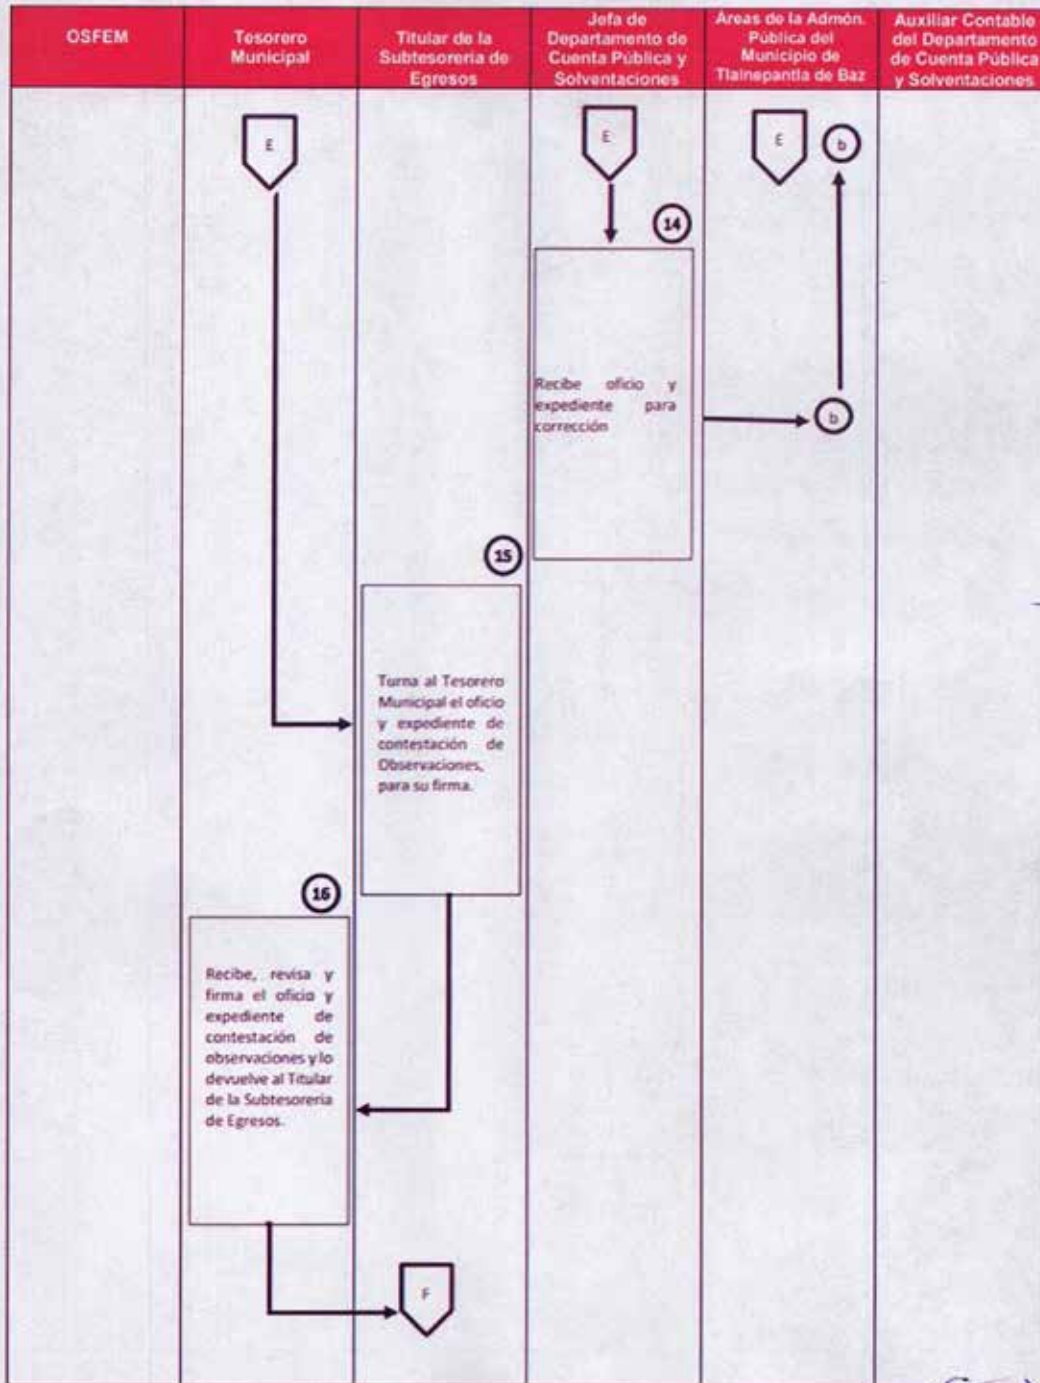 OSFEM
Tesorero
Municipal
Titular de la
Subtesorería de
Egresos
Jefa de
Departamento de
Cuenta Pública y
Solventaciones
Áreas de la Admón.
Pública del
Municipio de
Tlalnepantla de Baz
Auxiliar Contable
del Departamento
de Cuenta Pública
y Solventaciones
E
E
E
b
14
Recibe oficio y
expediente para
corrección
b
15
Turna al Tesorero
Municipal el oficio
y expediente de
contestación de
Observaciones,
para su firma.
16
Recibe, revisa y
firma el oficio y
expediente de
contestación de
observaciones y lo
devuelve al Titular
de la Subtesorería
de Egresos.
F